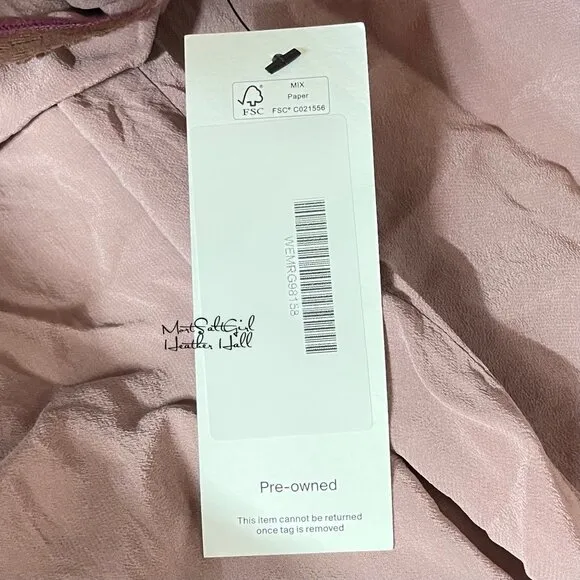 MIX
Paper
FSC® C021556
FSC
WEMRG98158
MartSaltGirl
Heather Hall
Pre-owned
This item cannot be returned
once tag is removed